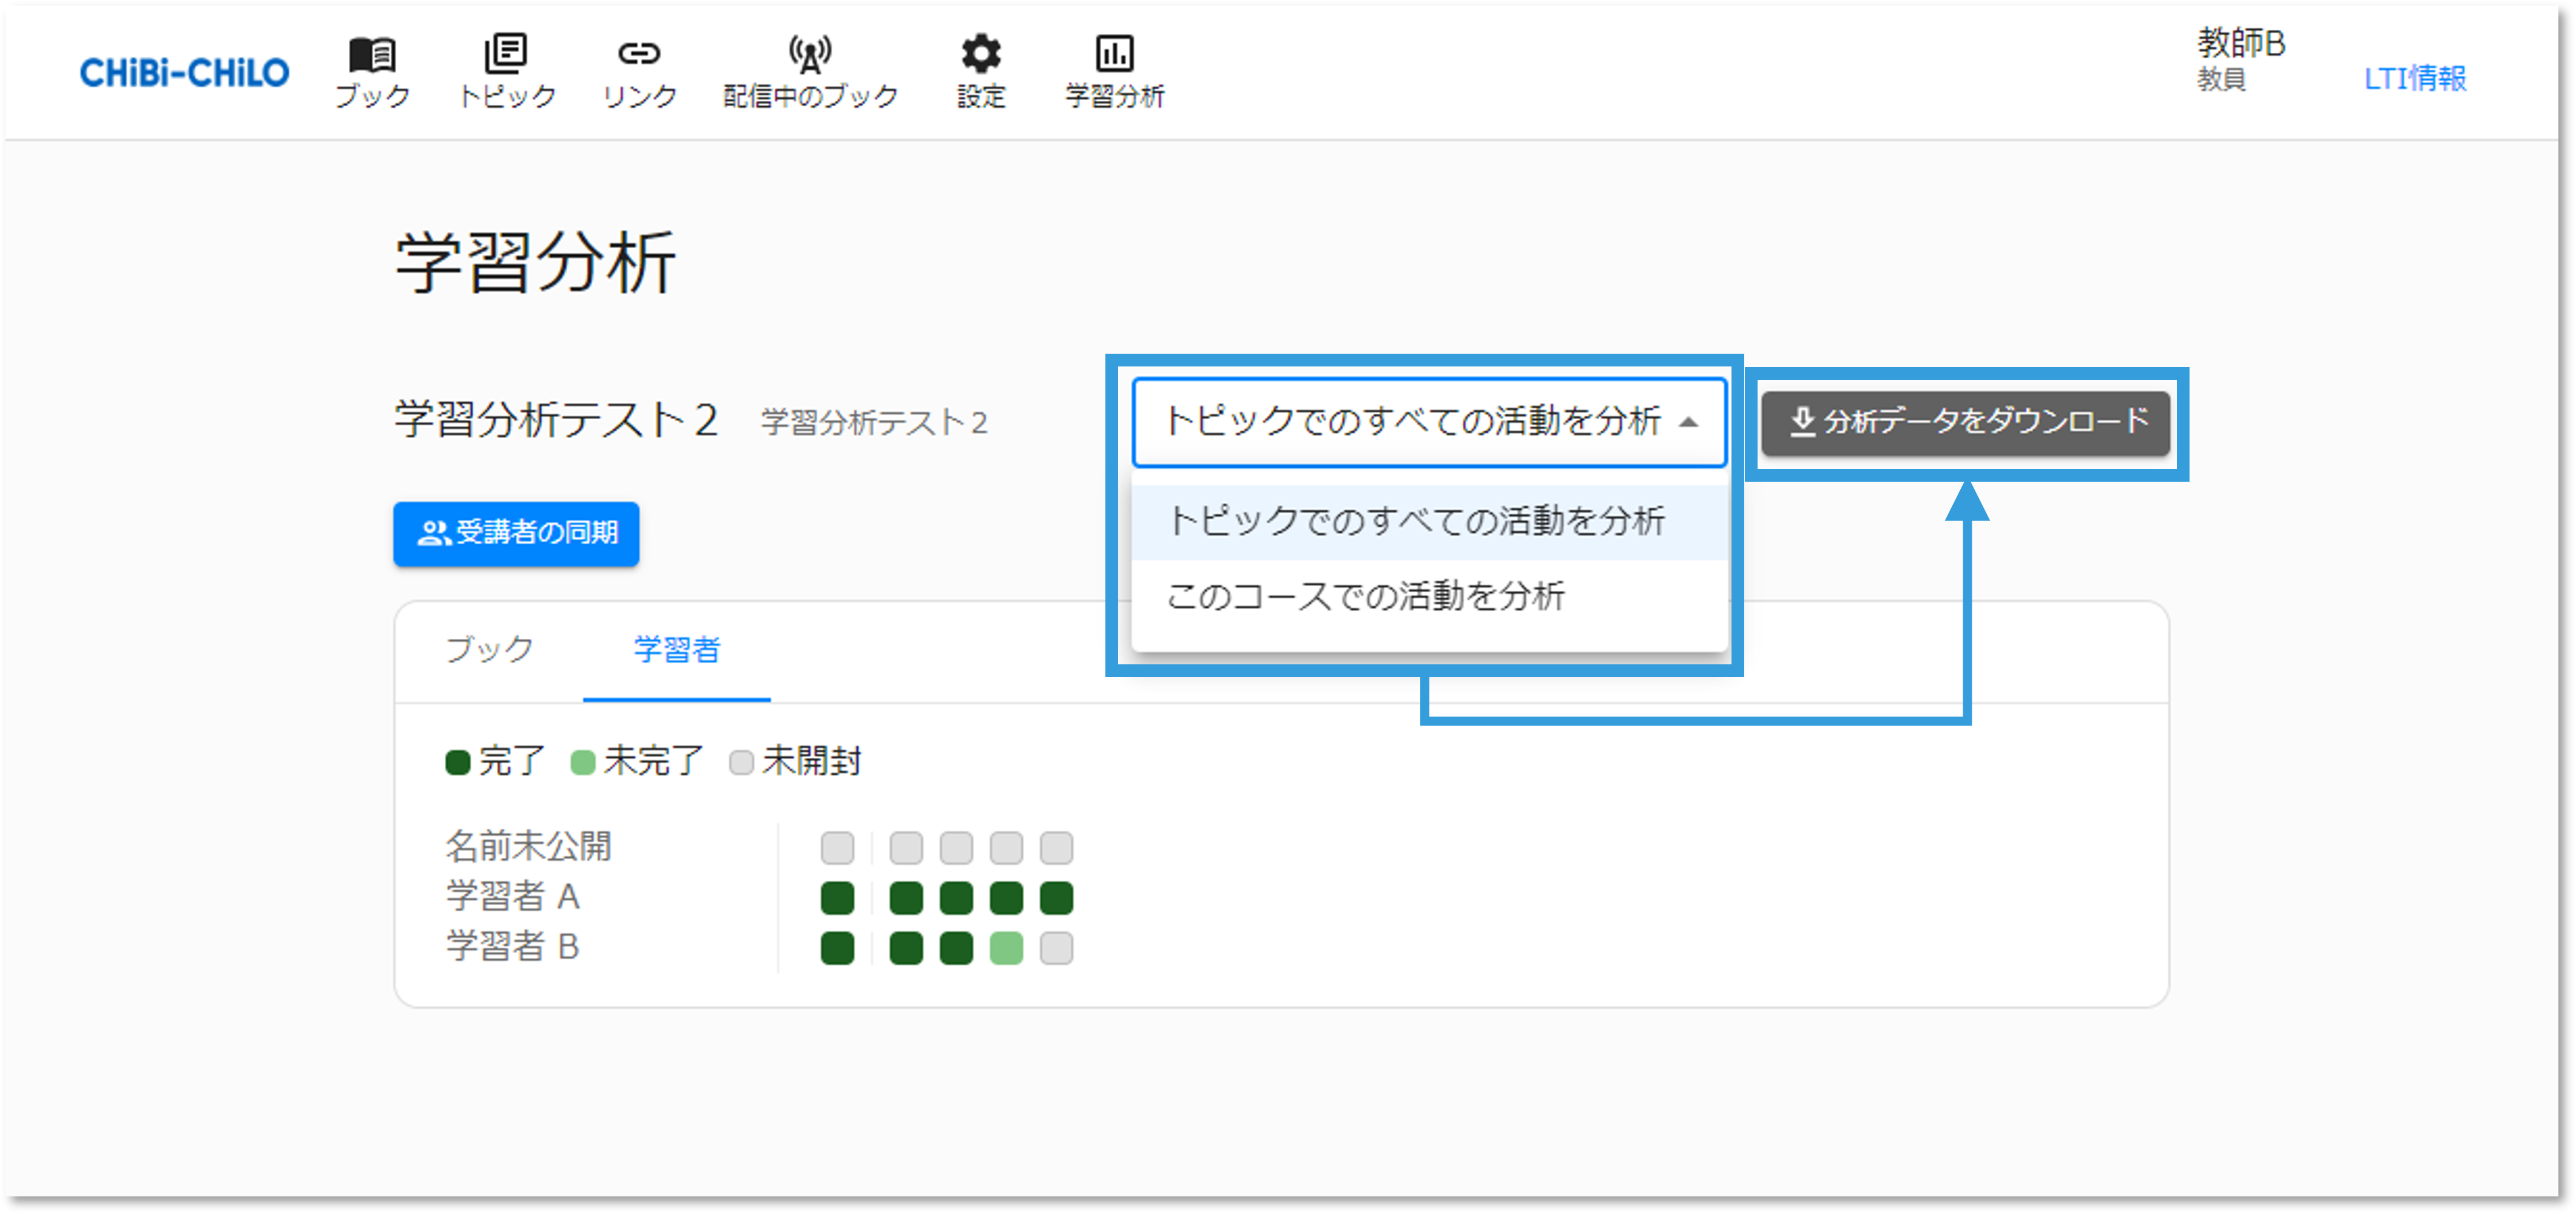 CHiBi-CHiLO
ブック
トピック
リンク
配信中のブック
設定
学習分析
教師B
教員
LTI情報
学習分析
学習分析テスト２ 学習分析テスト２
トピックでのすべての活動を分析
分析データをダウンロード
トピックでのすべての活動を分析
このコースでの活動を分析
受講者の同期
ブック 学習者
完了 未完了 未開封
名前未公開
学習者 A
学習者 B